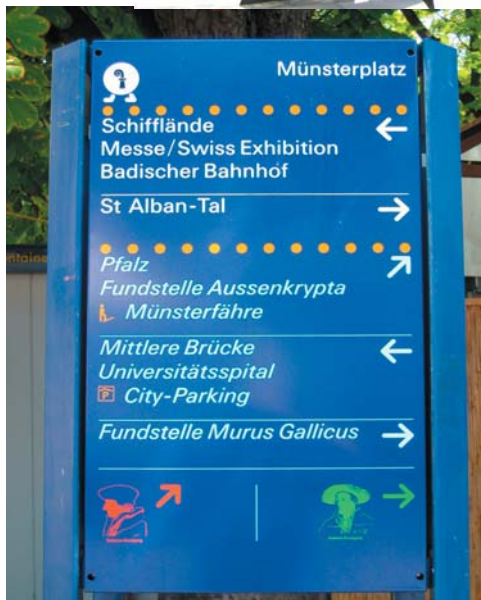 Münsterplatz
Schifflände
Messe/Swiss Exhibition
Badischer Bahnhof
St Alban-Tal
Pfalz
Fundstelle Aussenkrypta
Münsterfähre
Mittlere Brücke
Universitätsspital
P City-Parking
Fundstelle Murus Gallicus